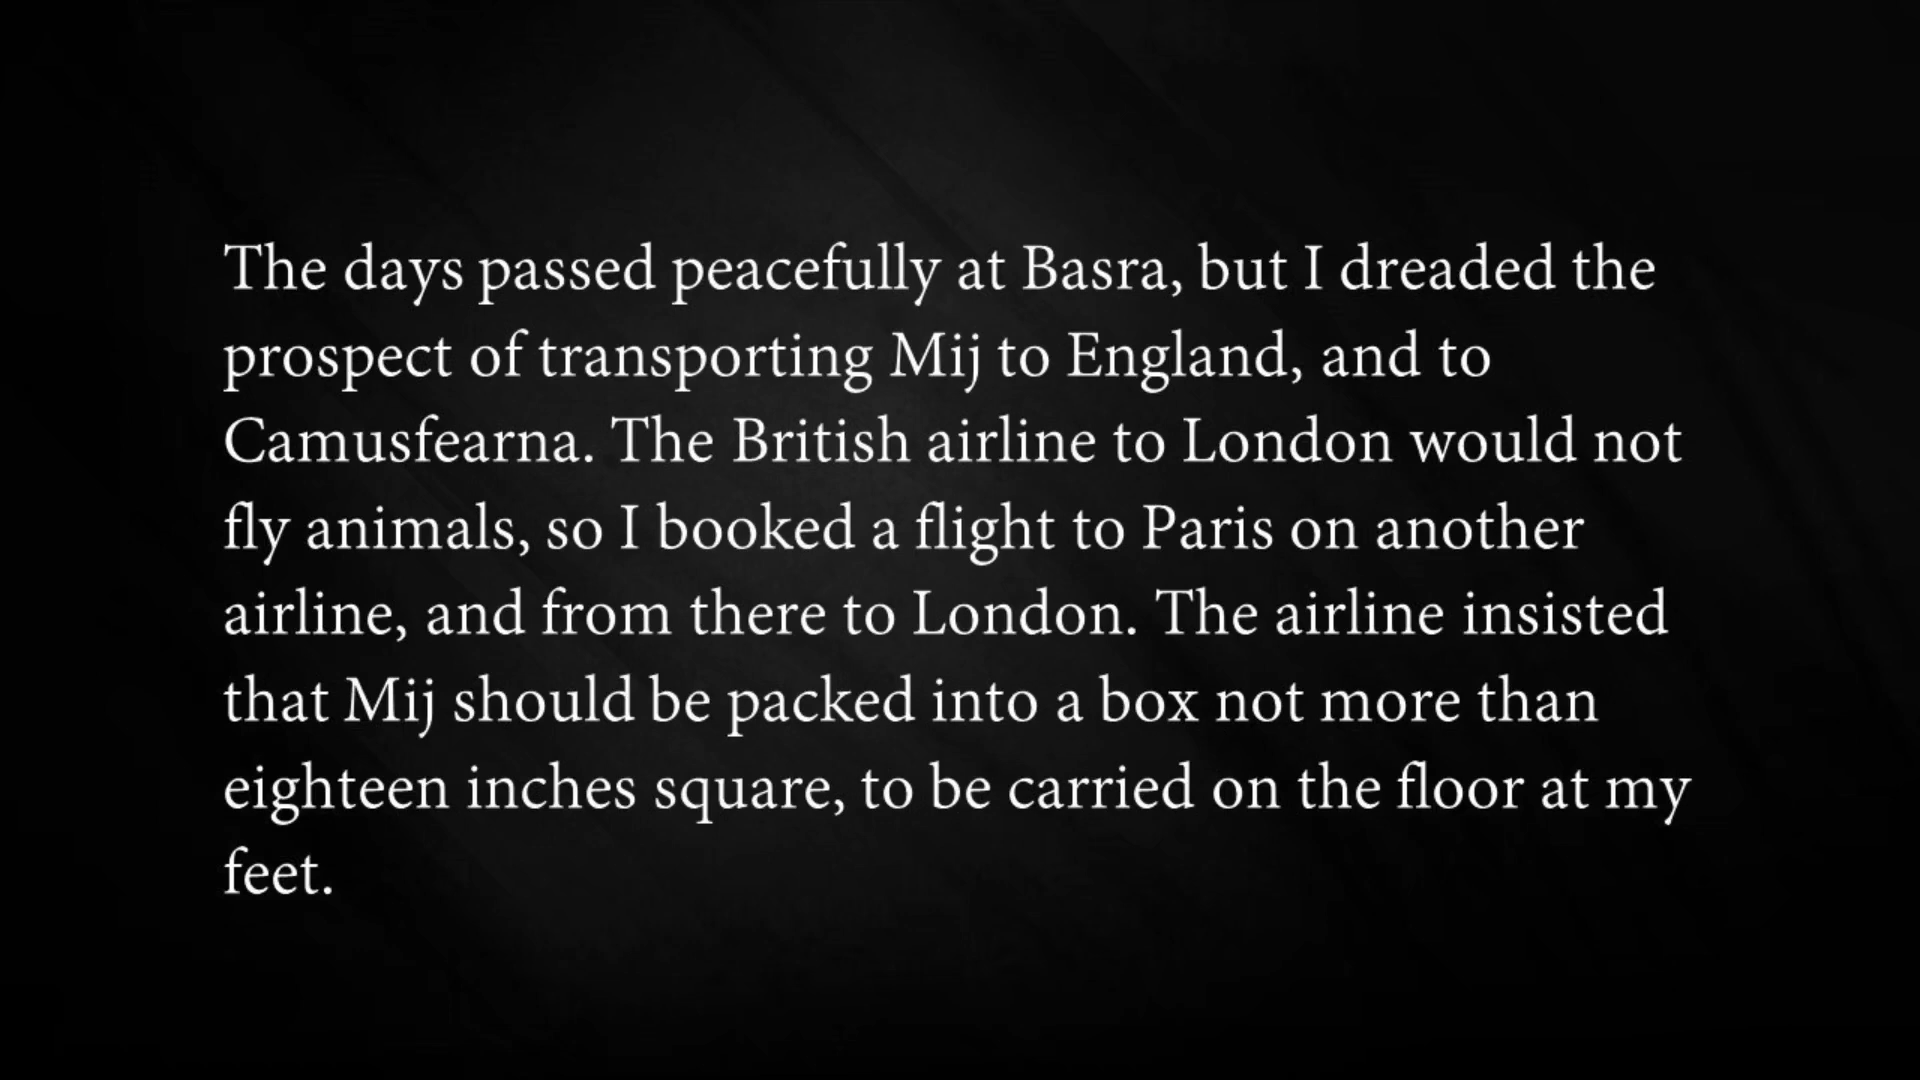 The days passed peacefully at Basra, but I dreaded the
prospect of transporting Mij to England, and to
Camusfearna. The British airline to London would not
fly animals, so I booked a flight to Paris on another
airline, and from there to London. The airline insisted
that Mij should be packed into a box not more than
eighteen inches square, to be carried on the floor at my
feet.